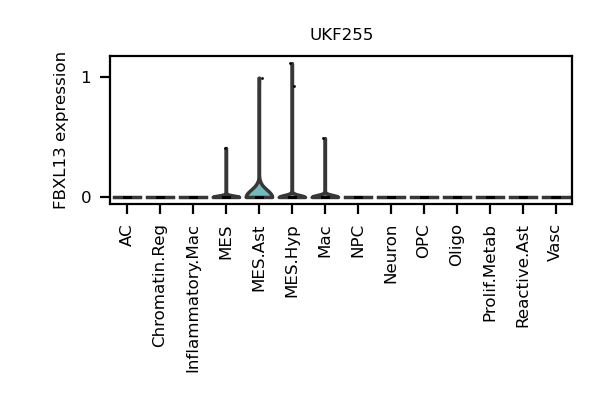 UKF255
FBXL13 expression
1
0
AC
Chromatin.Reg
Inflammatory.Mac
MES
MES.Ast
MES.Hyp
Mac
NPC
Neuron
OPC
Oligo
Prolif.Metab
Reactive.Ast
Vasc